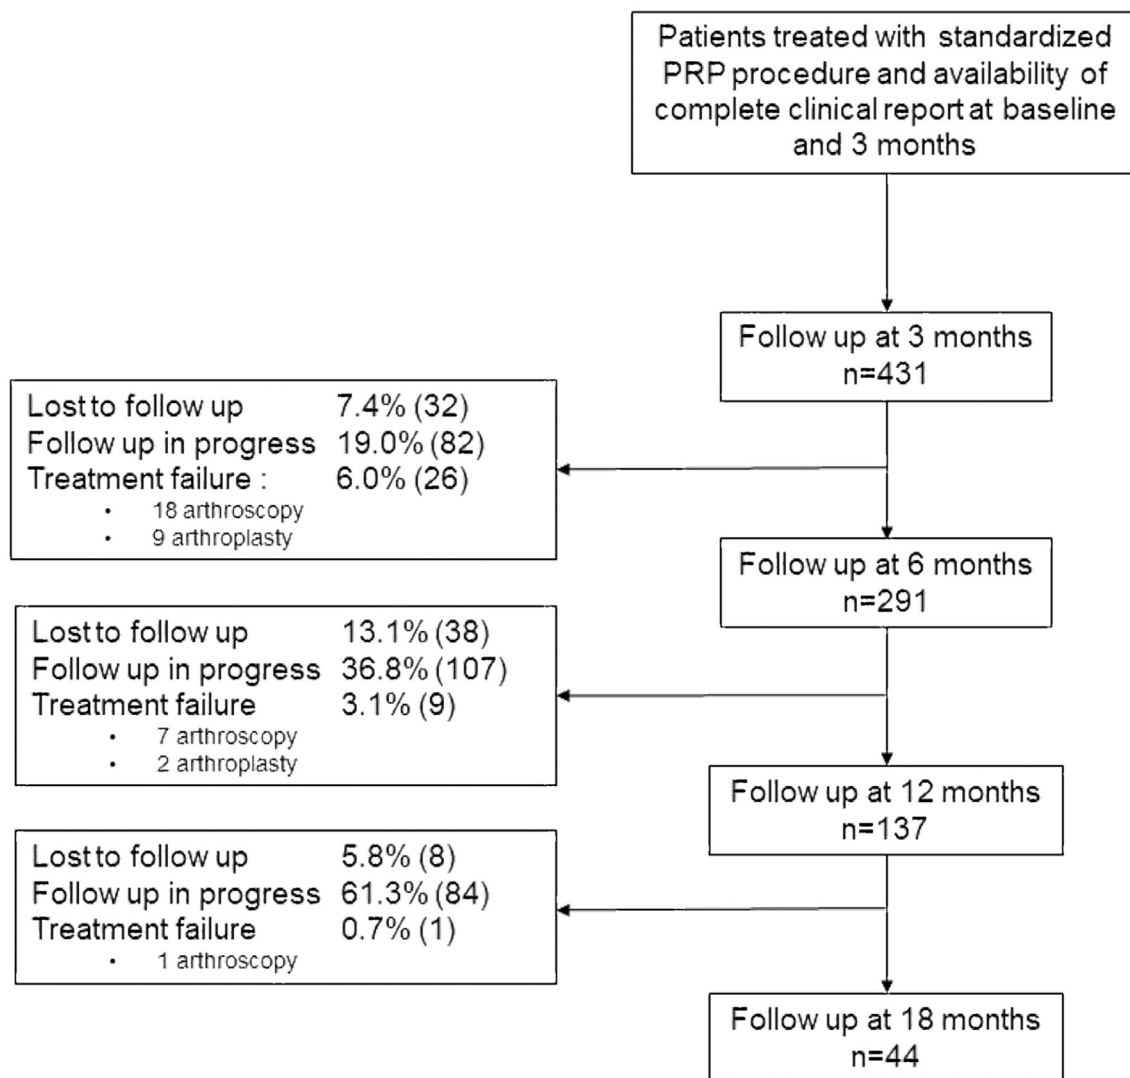 Patients treated with standardized
PRP procedure and availability of
complete clinical report at baseline
and 3 months
Follow up at 3 months
n=431
Lost to follow up 7.4% (32)
Follow up in progress 19.0% (82)
Treatment failure : 6.0% (26)
• 18 arthroscopy
• 9 arthroplasty
Follow up at 6 months
n=291
Lost to follow up 13.1% (38)
Follow up in progress 36.8% (107)
Treatment failure 3.1% (9)
• 7 arthroscopy
• 2 arthroplasty
Follow up at 12 months
n=137
Lost to follow up 5.8% (8)
Follow up in progress 61.3% (84)
Treatment failure 0.7% (1)
• 1 arthroscopy
Follow up at 18 months
n=44